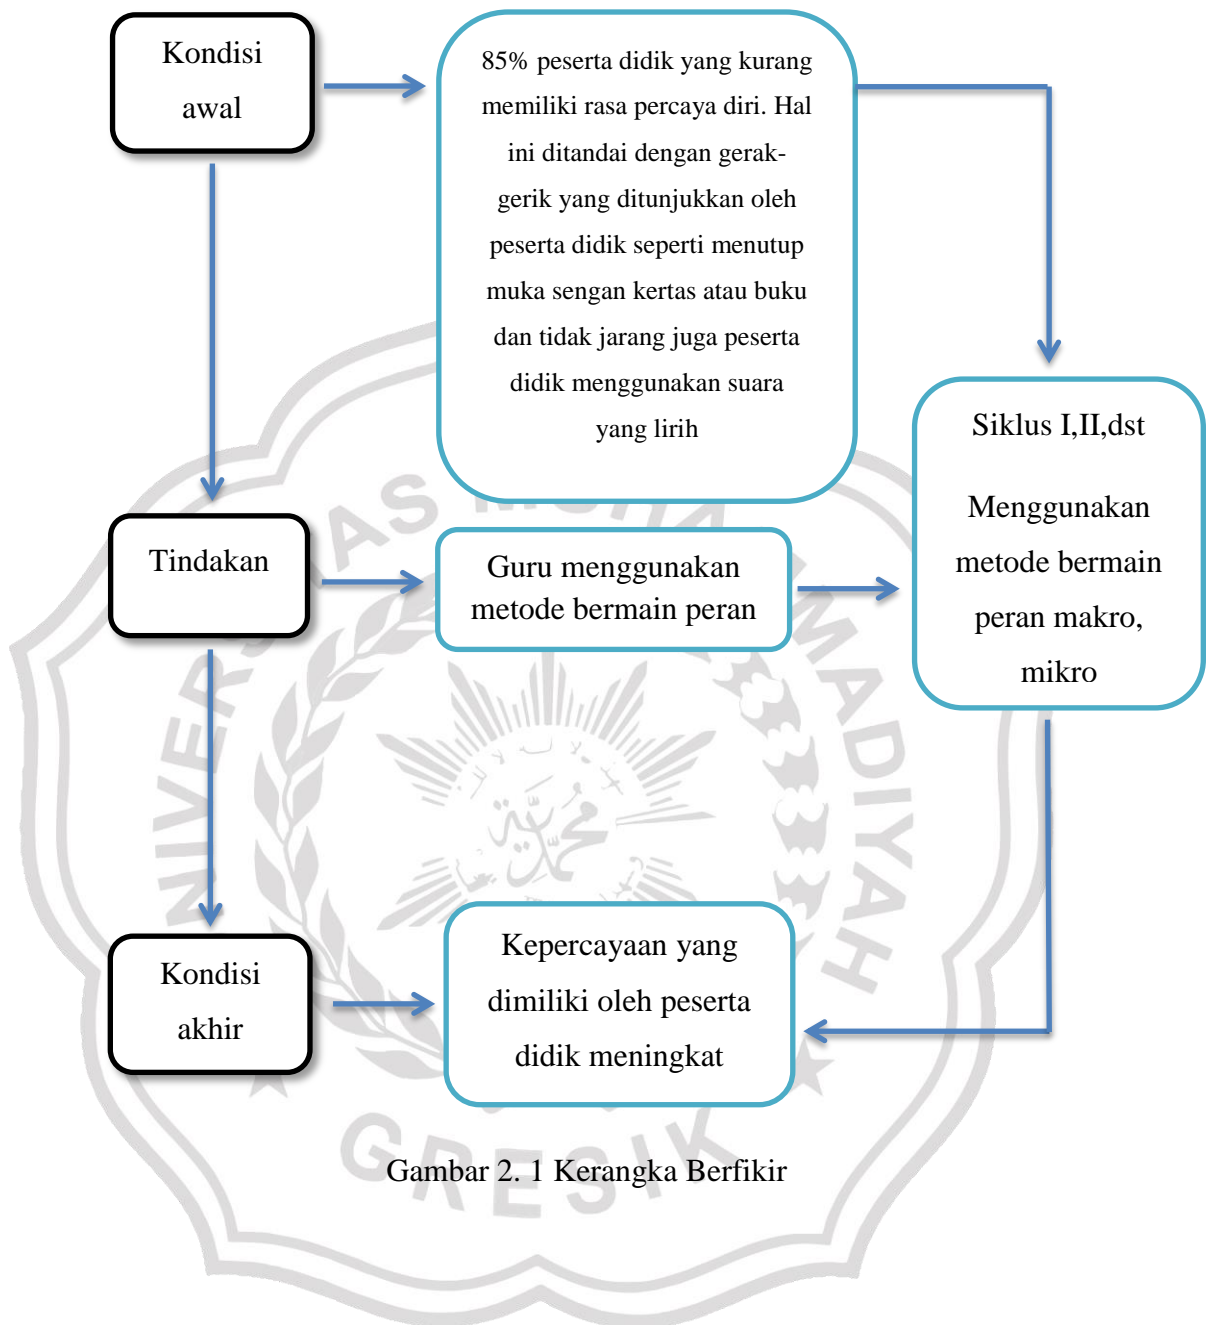 Kondisi
awal
85% peserta didik yang kurang
memiliki rasa percaya diri. Hal
ini ditandai dengan gerak-
gerik yang ditunjukkan oleh
peserta didik seperti menutup
muka sengan kertas atau buku
dan tidak jarang juga peserta
didik menggunakan suara
yang lirih
Siklus I,II,dst
Menggunakan
metode bermain
peran makro,
mikro
Tindakan
Guru menggunakan
metode bermain peran
Kondisi
akhir
Kepercayaan yang
dimiliki oleh peserta
didik meningkat
GRESIK
Gambar 2. 1 Kerangka Berfikir